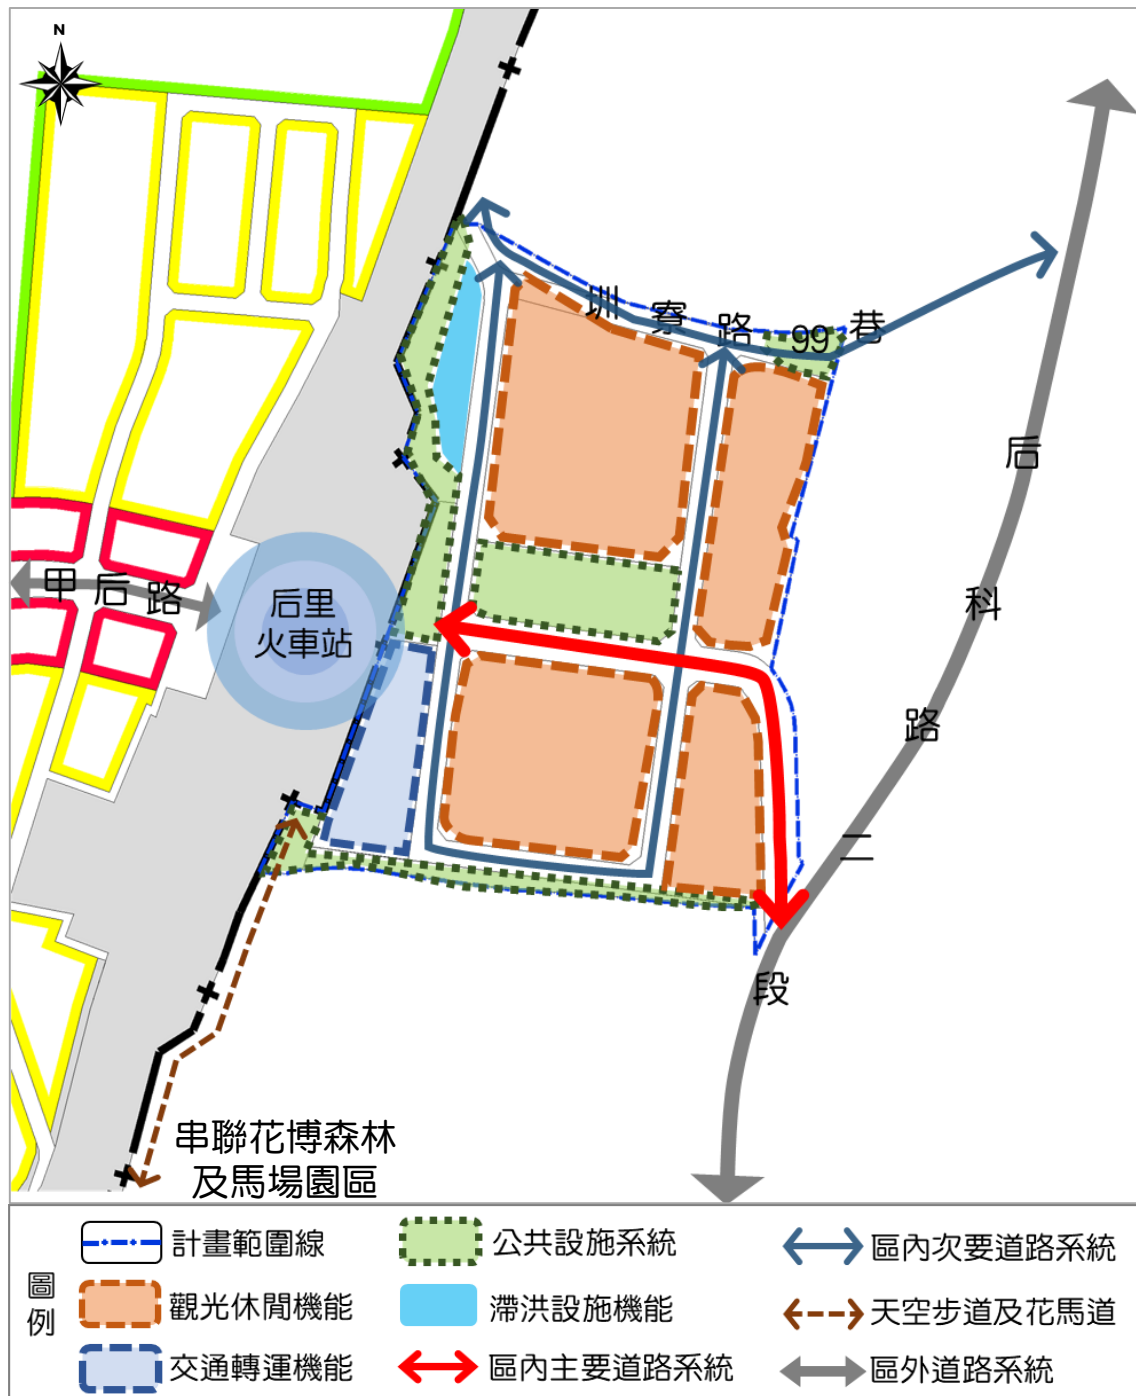 N
圳寮路99巷
后科路二段
甲后路
后里
火車站
串聯花博森林
及馬場園區
圖例
計畫範圍線
公共設施系統
區內次要道路系統
觀光休閒機能
滯洪設施機能
天空步道及花馬道
交通轉運機能
區內主要道路系統
區外道路系統